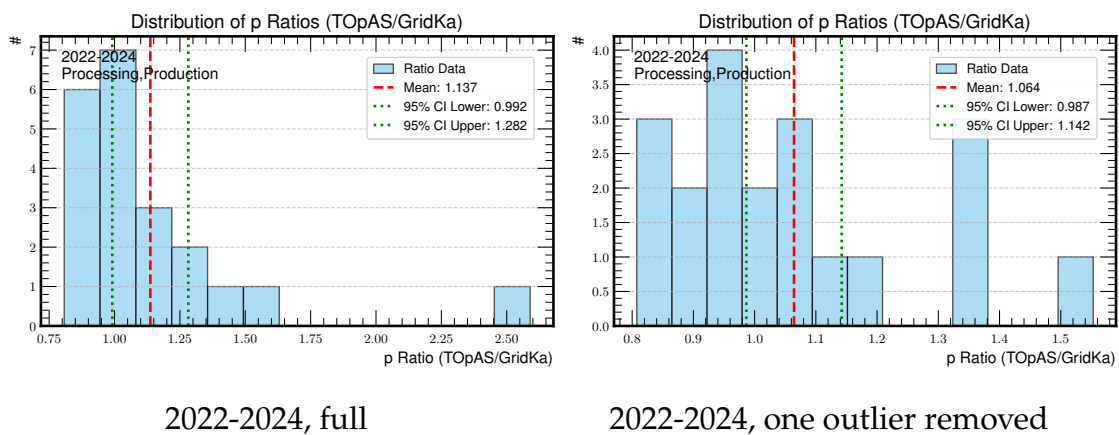 Distribution of p Ratios (TOpAS/GridKa)
#
7
6
5
4
3
2
1
0
2022-2024
Processing,Production
Ratio Data
Mean: 1.137
95% CI Lower: 0.992
95% CI Upper: 1.282
0.75 1.00 1.25 1.50 1.75 2.00 2.25 2.50
p Ratio (TOpAS/GridKa)
2022-2024, full
Distribution of p Ratios (TOpAS/GridKa)
#
4.0
3.5
3.0
2.5
2.0
1.5
1.0
0.5
0.0
2022-2024
Processing,Production
Ratio Data
Mean: 1.064
95% CI Lower: 0.987
95% CI Upper: 1.142
0.8 0.9 1.0 1.1 1.2 1.3 1.4 1.5
p Ratio (TOpAS/GridKa)
2022-2024, one outlier removed